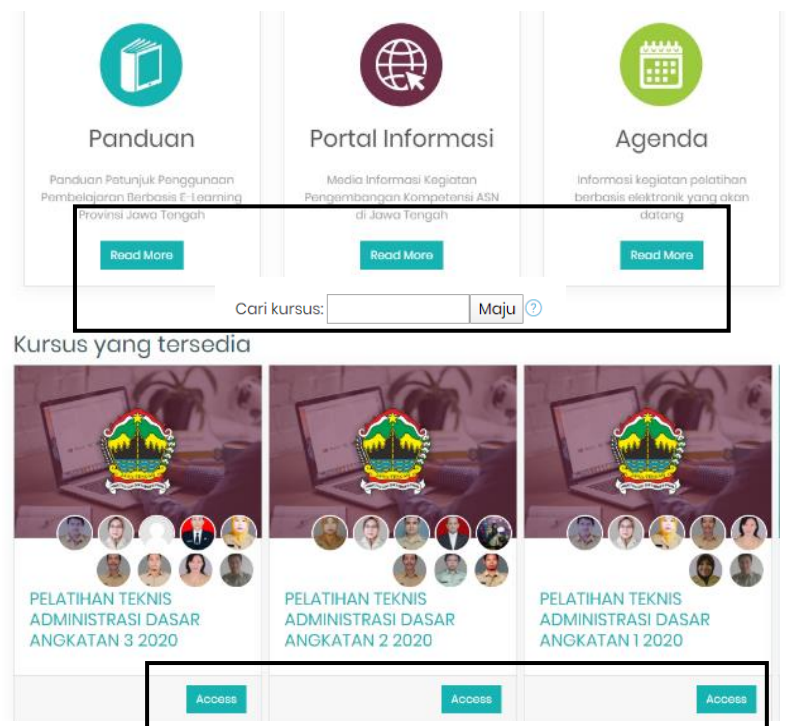 Panduan
Portal Informasi
Agenda
Panduan Petunjuk Penggunaan
Pembelajaran Berbasis E-Learning
Provinsi Jawa Tengah
Media Informasi Kegiatan
Pengembangan Kompetensi ASN
di Jawa Tengah
Informasi kegiatan pelatihan
berbasis elektronik yang akan
datang
Read More
Read More
Read More
Cari kursus:
Maju
?
Kursus yang tersedia
PELATIHAN TEKNIS
ADMINISTRASI DASAR
ANGKATAN 3 2020
PELATIHAN TEKNIS
ADMINISTRASI DASAR
ANGKATAN 2 2020
PELATIHAN TEKNIS
ADMINISTRASI DASAR
ANGKATAN 1 2020
Access
Access
Access